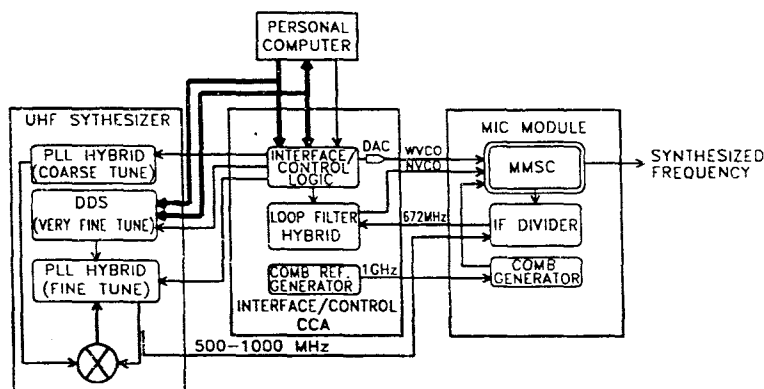 PERSONAL
COMPUTER
UHF SYTHESIZER
PLL HYBRID
(COARSE TUNE)
DDS
(VERY FINE TUNE)
PLL HYBRID
(FINE TUNE)
500-1000 MHz
INTERFACE/
CONTROL
LOGIC
DAC
WVCO
NVCO
LOOP FILTER
HYBRID
672MHz
COMB REF.
GENERATOR
1GHz
INTERFACE/CONTROL
CCA
MIC MODULE
MMSC
IF DIVIDER
COMB
GENERATOR
SYNTHESIZED
FREQUENCY